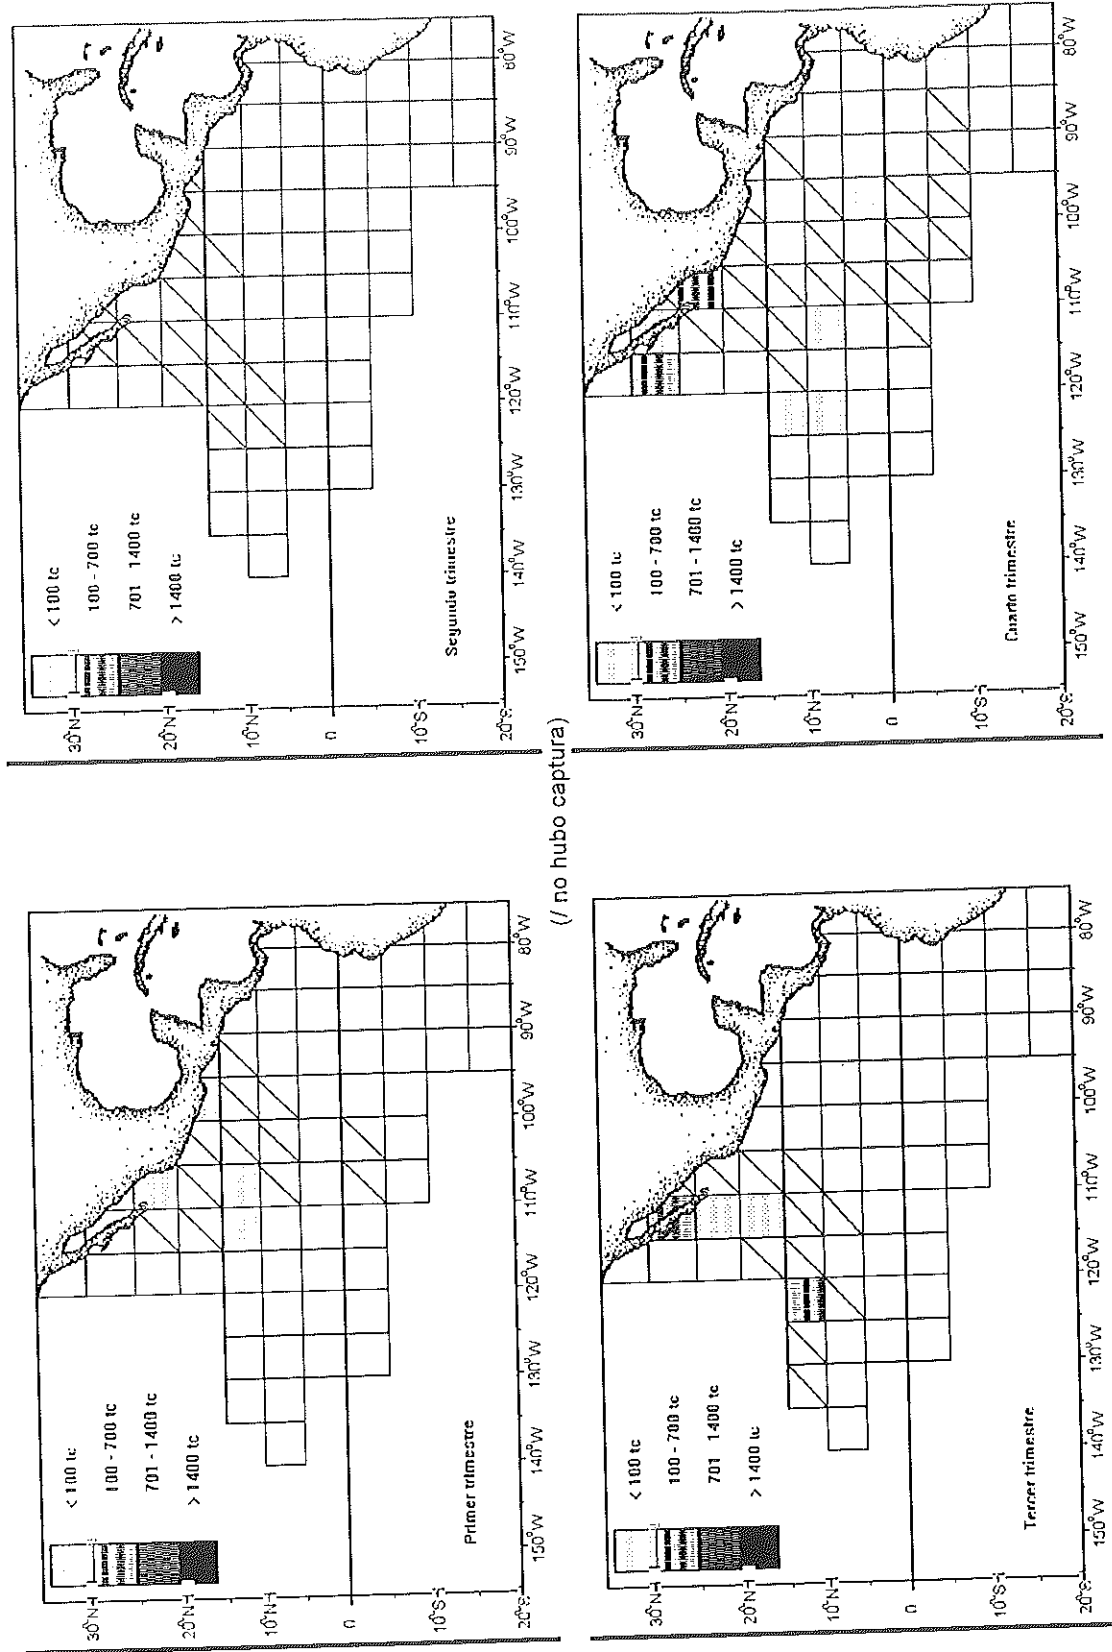 < 100 tc
100 - 700 tc
701 - 1400 tc
> 1400 tc
Primer trimestre
30°N
20°N
10°N
0
10°S
20°S
150°W 140°W 130°W 120°W 110°W 100°W 90°W 80°W
< 100 tc
100 - 700 tc
701 1400 tc
> 1400 tc
Segundo trimestre
30°N
20°N
10°N
0
10°S
20°S
150°W 140°W 130°W 120°W 110°W 100°W 90°W 80°W
(/ no hubo captura)
< 100 tc
100 - 700 tc
701 1400 tc
> 1400 tc
Tercer trimestre
30°N
20°N
10°N
0
10°S
20°S
150°W 140°W 130°W 120°W 110°W 100°W 90°W 80°W
< 100 tc
100 - 700 tc
701 - 1400 tc
> 1400 tc
Cuarto trimestre
30°N
20°N
10°N
0
10°S
20°S
150°W 140°W 130°W 120°W 110°W 100°W 90°W 80°W